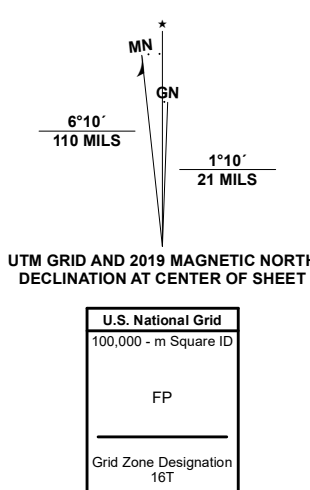 ★
MN
GN
6°10´
110 MILS
1°10´
21 MILS
UTM GRID AND 2019 MAGNETIC NORTH
DECLINATION AT CENTER OF SHEET
U.S. National Grid
100,000 - m Square ID
FP
Grid Zone Designation
16T